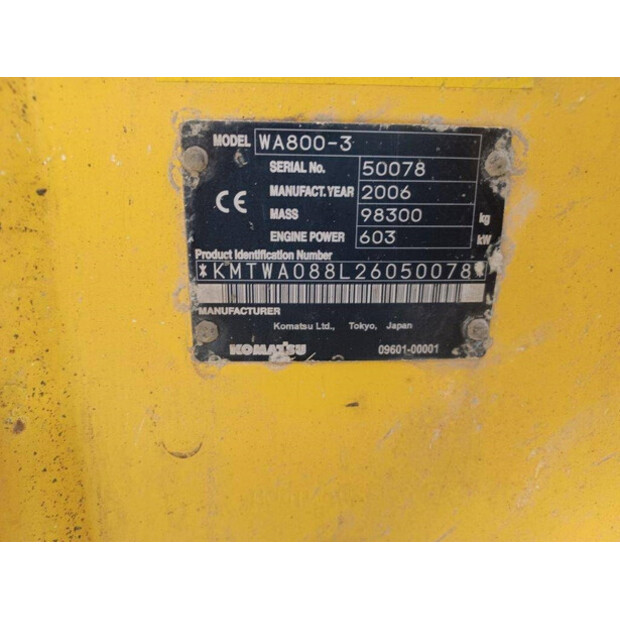 MODEL WA800-3
SERIAL No. 50078
MANUFACT.YEAR 2006
CE MASS 98300 kg
ENGINE POWER 603 kW
Product Identification Number
*KMTWA088L26050078*
MANUFACTURER
Komatsu Ltd., Tokyo, Japan
KOMATSU 09601-00001